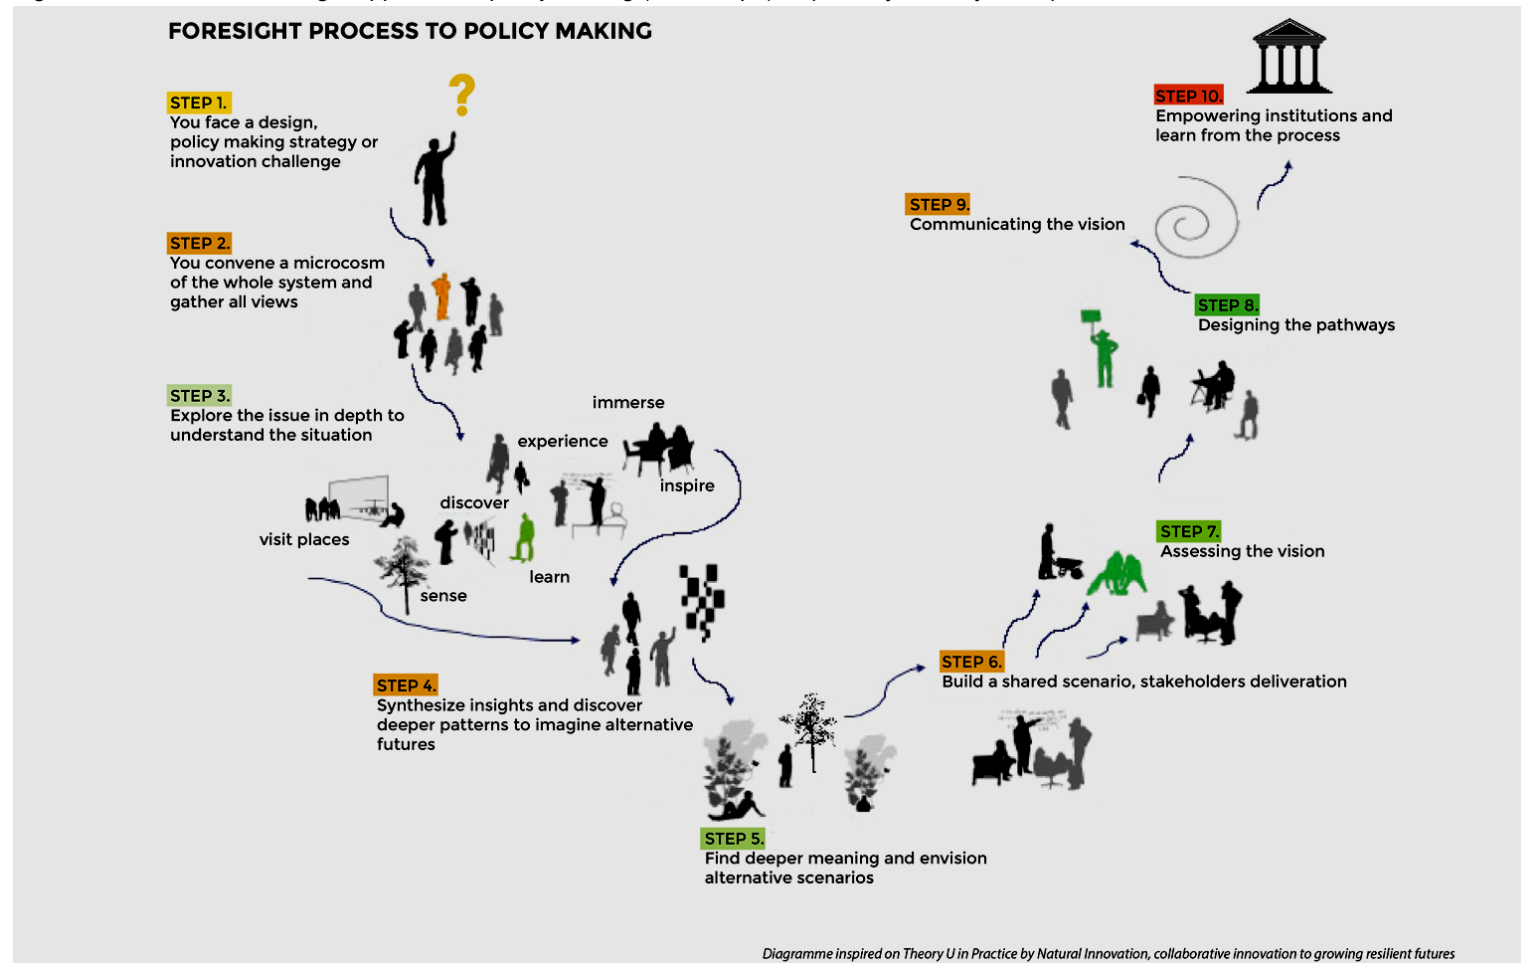 FORESIGHT PROCESS TO POLICY MAKING
STEP 1.
You face a design,
policy making strategy or
innovation challenge
?
STEP 2.
You convene a microcosm
of the whole system and
gather all views
STEP 3.
Explore the issue in depth to
understand the situation
immerse
experience
inspire
discover
visit places
learn
sense
STEP 4.
Synthesize insights and discover
deeper patterns to imagine alternative
futures
STEP 5.
Find deeper meaning and envision
alternative scenarios
STEP 6.
Build a shared scenario, stakeholders deliveration
STEP 7.
Assessing the vision
STEP 8.
Designing the pathways
STEP 9.
Communicating the vision
STEP 10.
Empowering institutions and
learn from the process
Diagramme inspired on Theory U in Practice by Natural Innovation, collaborative innovation to growing resilient futures